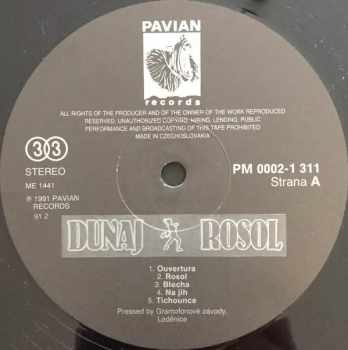 PAVIAN
records
ALL RIGHTS OF THE PRODUCER AND OF THE OWNER OF THE WORK REPRODUCED
RESERVED. UNAUTHORIZED COPYING, HIRING, LENDING, PUBLIC
PERFORMANCE AND BROADCASTING OF THIS TAPE PROHIBITED
MADE IN CZECHOSLOVAKIA
33
STEREO
ME 1441
℗ 1991 PAVIAN
RECORDS
91 2
PM 0002-1 311
Strana A
DUNAJ ROSOL
1. Ouvertura
2. Rosol
3. Blecha
4. Na jih
5. Tichounce
Pressed by Gramofonové závody,
Loděnice